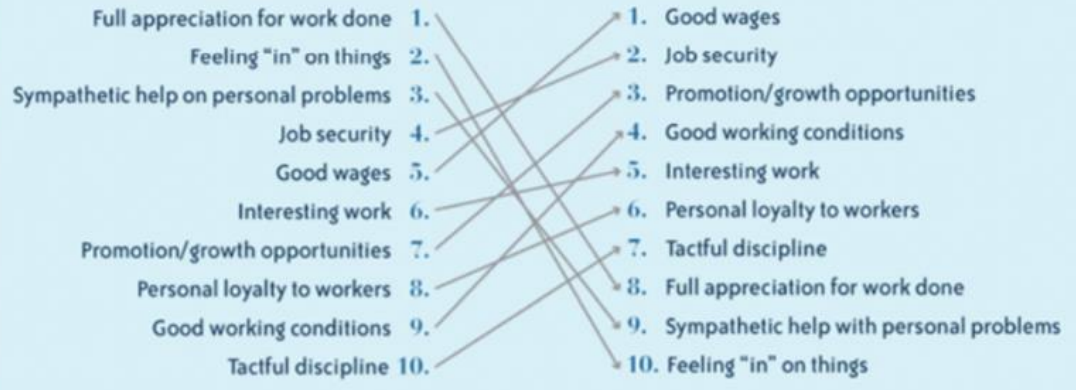 Full appreciation for work done 1.
Feeling "in" on things 2.
Sympathetic help on personal problems 3.
Job security 4.
Good wages 5.
Interesting work 6.
Promotion/growth opportunities 7.
Personal loyalty to workers 8.
Good working conditions 9.
Tactful discipline 10.
1. Good wages
2. Job security
3. Promotion/growth opportunities
4. Good working conditions
5. Interesting work
6. Personal loyalty to workers
7. Tactful discipline
8. Full appreciation for work done
9. Sympathetic help with personal problems
10. Feeling "in" on things